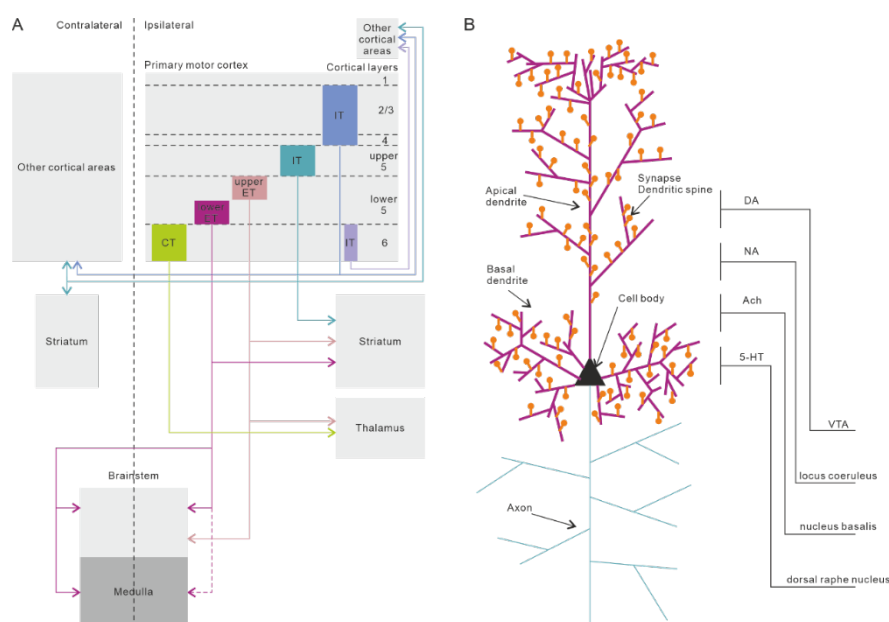 A
Contralateral
Ipsilateral
Other
cortical
areas
Primary motor cortex
Cortical layers
1
2/3
4
upper
5
lower
5
6
Other cortical areas
IT
IT
upper
ET
lower
ET
CT
IT
Striatum
Striatum
Thalamus
Brainstem
Medulla
B
Apical
dendrite
Synapse
Dendritic spine
Basal
dendrite
Cell body
Axon
DA
NA
Ach
5-HT
VTA
locus coeruleus
nucleus basalis
dorsal raphe nucleus